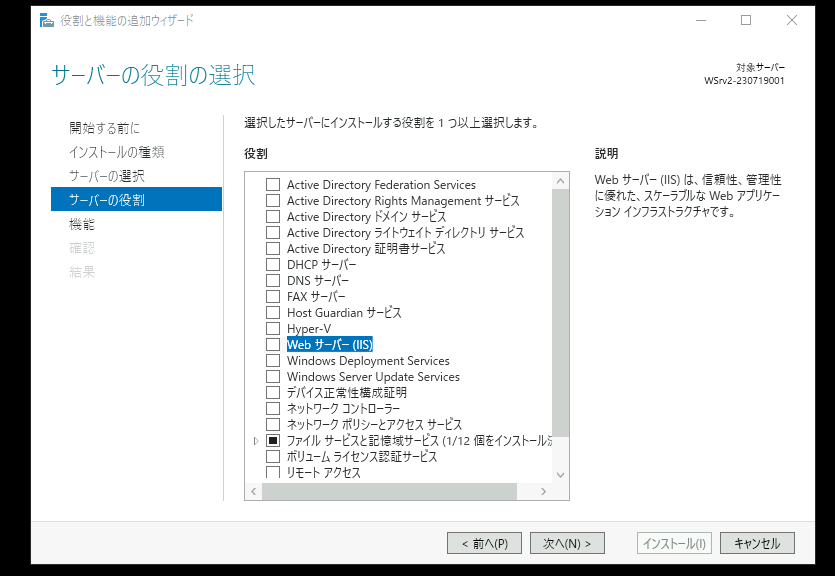 役割と機能の追加ウィザード
サーバーの役割の選択
対象サーバー
WSrv2-230719001
開始する前に
インストールの種類
サーバーの選択
サーバーの役割
機能
確認
結果
選択したサーバーにインストールする役割を 1 つ以上選択します。
役割
Active Directory Federation Services
Active Directory Rights Management サービス
Active Directory ドメイン サービス
Active Directory ライトウェイト ディレクトリ サービス
Active Directory 証明書サービス
DHCP サーバー
DNS サーバー
FAX サーバー
Host Guardian サービス
Hyper-V
Web サーバー (IIS)
Windows Deployment Services
Windows Server Update Services
デバイス正常性構成証明
ネットワーク コントローラー
ネットワーク ポリシーとアクセス サービス
ファイル サービスと記憶域サービス (1/12 個をインストール
ボリューム ライセンス認証サービス
リモート アクセス
説明
Web サーバー (IIS) は、信頼性、管理性
に優れた、スケーラブルな Web アプリケー
ション インフラストラクチャです。
< 前へ(P)
次へ(N) >
インストール(I)
キャンセル